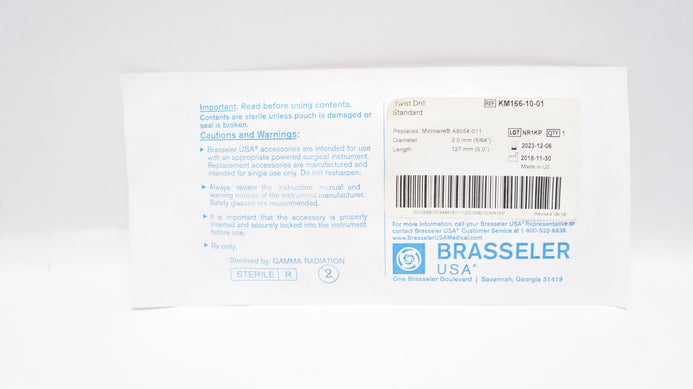 Important: Read before using contents.
Contents are sterile unless pouch is damaged or
seal is broken.
Cautions and Warnings:
Brasseler USA® accessories are intended for use
with an appropriate powered surgical instrument.
Replacement accessories are manufactured and
intended for single use only. Do not resharpen.
Always review the instruction manual and
warning notices of the instrument manufacturer.
Safety glasses are recommended.
It is important that the accessory is properly
inserted and securely locked into the instrument
before use.
Rx only.
Sterilized by: GAMMA RADIATION
STERILE R 2
Twist Drill REF KM166-10-01
Standard
Replaces: Microaire® A8054-011 LOT NR1KP QTY 1
Diameter 2.0 mm (5/64")
Length 127 mm (5.0")
2023-12-06
2018-11-30
Made in US
Revised 08/18
For more information, call your Brasseler USA® Representative or
contact Brasseler USA® Customer Service at 1-800-535-6638.
www.BrasselerUSAMedical.com
BRASSELER
USA®
One Brasseler Boulevard | Savannah, Georgia 31419